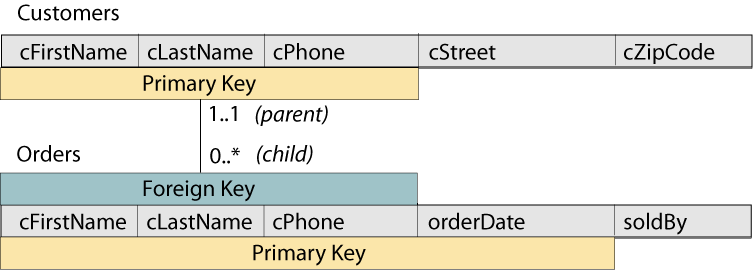 Customers
cFirstName cLastName cPhone cStreet cZipCode
Primary Key
1..1 (parent)
Orders 0..* (child)
Foreign Key
cFirstName cLastName cPhone orderDate soldBy
Primary Key